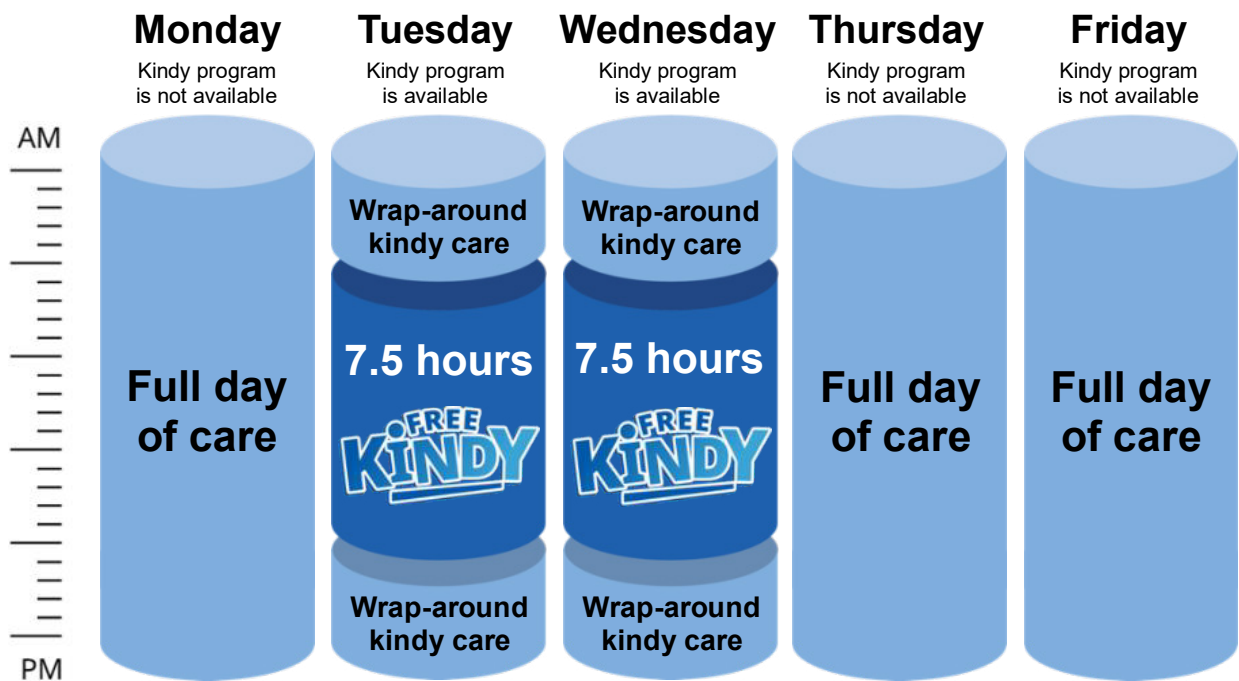 Monday
Kindy program
is not available
Tuesday
Kindy program
is available
Wednesday
Kindy program
is available
Thursday
Kindy program
is not available
Friday
Kindy program
is not available
AM
PM
Full day
of care
Wrap-around
kindy care
7.5 hours
FREE
KiNDY
Wrap-around
kindy care
Wrap-around
kindy care
7.5 hours
FREE
KiNDY
Wrap-around
kindy care
Full day
of care
Full day
of care